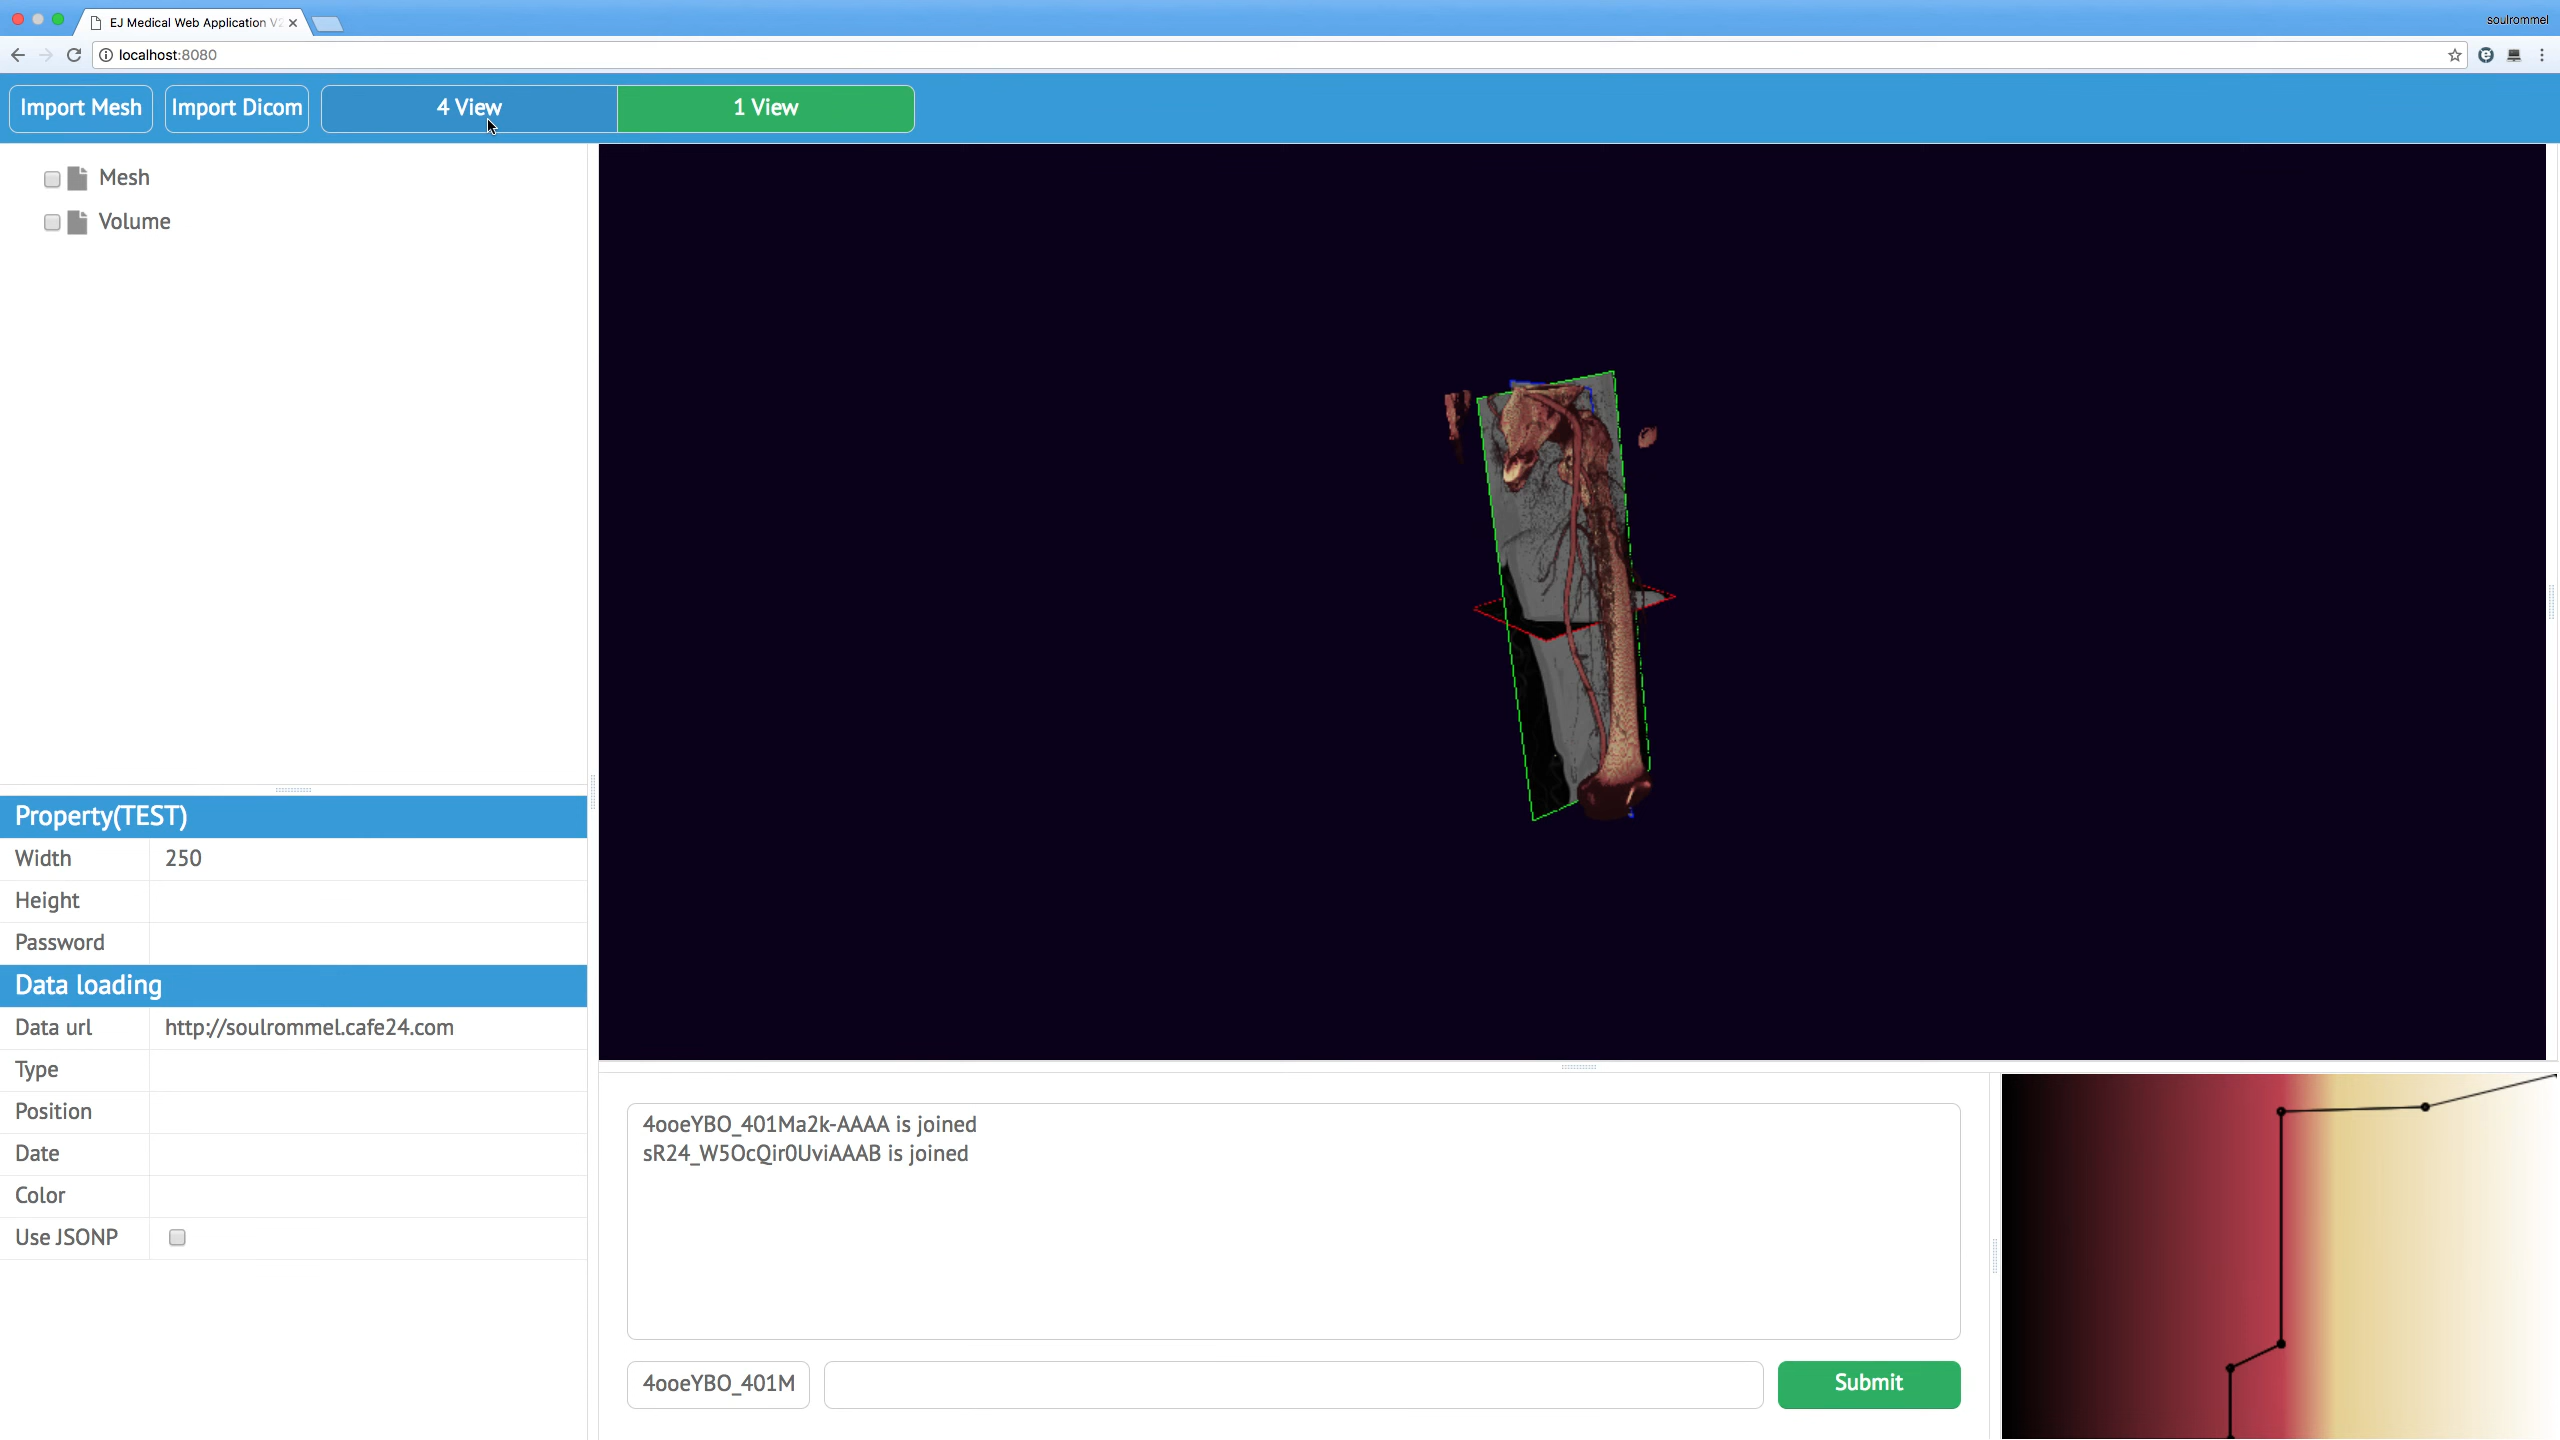 EJ Medical Web Application V2
soulrommel
localhost:8080
Import Mesh
Import Dicom
4 View
1 View
Mesh
Volume
Property(TEST)
Width 250
Height
Password
Data loading
Data url http://soulrommel.cafe24.com
Type
Position
Date
Color
Use JSONP
4ooeYBO_401Ma2k-AAAA is joined
sR24_W5OcQir0UviAAAB is joined
4ooeYBO_401M
Submit